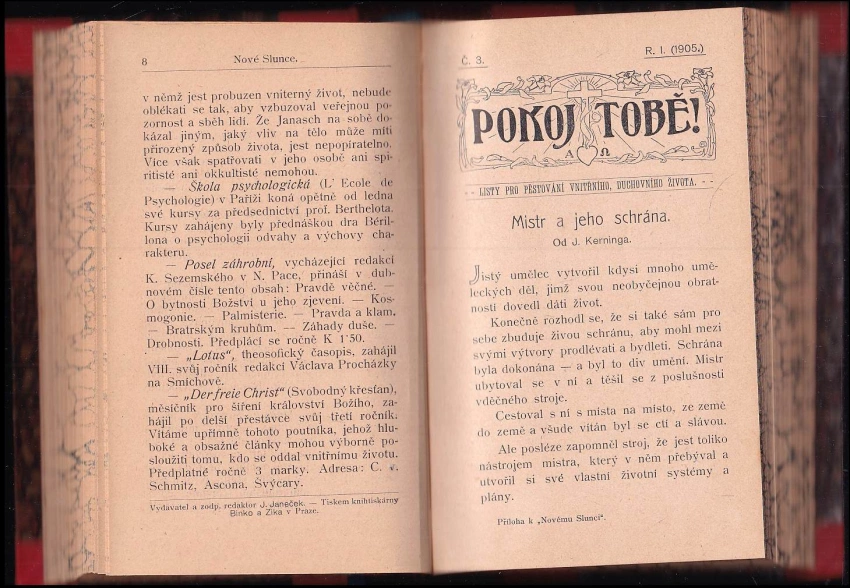 8 Nové Slunce.
v němž jest probuzen vniterný život, nebude
oblékati se tak, aby vzbuzoval veřejnou po-
zornost a sběh lidí. Že Janasch na sobě do-
kázal jiným, jaký vliv na tělo může míti
přirozený způsob života, jest nepopíratelno.
Více však spatřovati v jeho osobě ani spi-
ritisté ani okkultisté nemohou.
— Škola psychologická (L' Ecole de
Psychologie) v Paříži koná opětně od ledna
své kursy za předsednictví prof. Berthelota.
Kursy zahájeny byly přednáškou dra Béril-
lona o psychologii odvahy a výchovy cha-
rakteru.
— Posel záhrobní, vycházející redakcí
K. Sezemského v N. Pace, přináší v dub-
novém čísle tento obsah: Pravdě věčné. —
O bytnosti Božství u jeho zjevení. — Kos-
mogonie. — Palmisterie. — Pravda a klam.
— Bratrským kruhům. — Záhady duše. —
Drobnosti. Předplácí se ročně K 1˙50.
— „Lotus“, theosofický časopis, zahájil
VIII. svůj ročník redakcí Václava Procházky
na Smíchově.
— „Der freie Christ“ (Svobodný křesťan),
měsíčník pro šíření království Božího, za-
hájil po delší přestávce svůj třetí ročník.
Vítáme upřímně tohoto poutníka, jehož hlu-
boké a obsažné články mohou výborně po-
sloužiti tomu, kdo se oddal vnitřnímu životu.
Předplatné ročně 3 marky. Adresa: C. v.
Schmitz, Ascona, Švýcary.
Vydavatel a zodp. redaktor J. Janeček. — Tiskem knihtiskárny
Binko a Zika v Praze.
Č. 3. R. I. (1905.)
POKOJ TOBĚ!
A Ω
LISTY PRO PĚSTOVÁNÍ VNITŘNÍHO, DUCHOVNÍHO ŽIVOTA.
Mistr a jeho schrána.
Od J. Kerninga.
Jistý umělec vytvořil kdysi mnoho umě-
leckých děl, jimž svou neobyčejnou obrat-
ností dovedl dáti život.
Konečně rozhodl se, že si také sám pro
sebe zbuduje živou schránu, aby mohl mezi
svými výtvory prodlévati a bydleti. Schrána
byla dokonána — a byl to div umění. Mistr
ubytoval se v ní a těšil se z poslušnosti
vděčného stroje.
Cestoval s ní s místa na místo, ze země
do země a všude vítán byl se ctí a slávou.
Ale posléze zapomněl stroj, že jest toliko
nástrojem mistra, který v něm přebýval a
utvořil si své vlastní životní systémy a
plány.
Příloha k „Novému Slunci“.